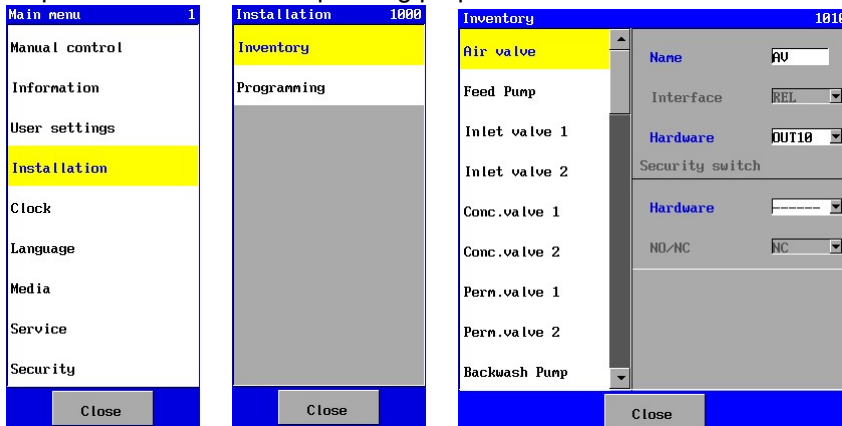 Main menu 1
Manual control
Information
User settings
Installation
Clock
Language
Media
Service
Security
Close
Installation 1000
Inventory
Programming
Close
Inventory 1010
Air valve
Feed Pump
Inlet valve 1
Inlet valve 2
Conc.valve 1
Conc.valve 2
Perm.valve 1
Perm.valve 2
Backwash Pump
Name AV
Interface REL
Hardware OUT10
Security switch
Hardware ------
NO/NC NC
Close